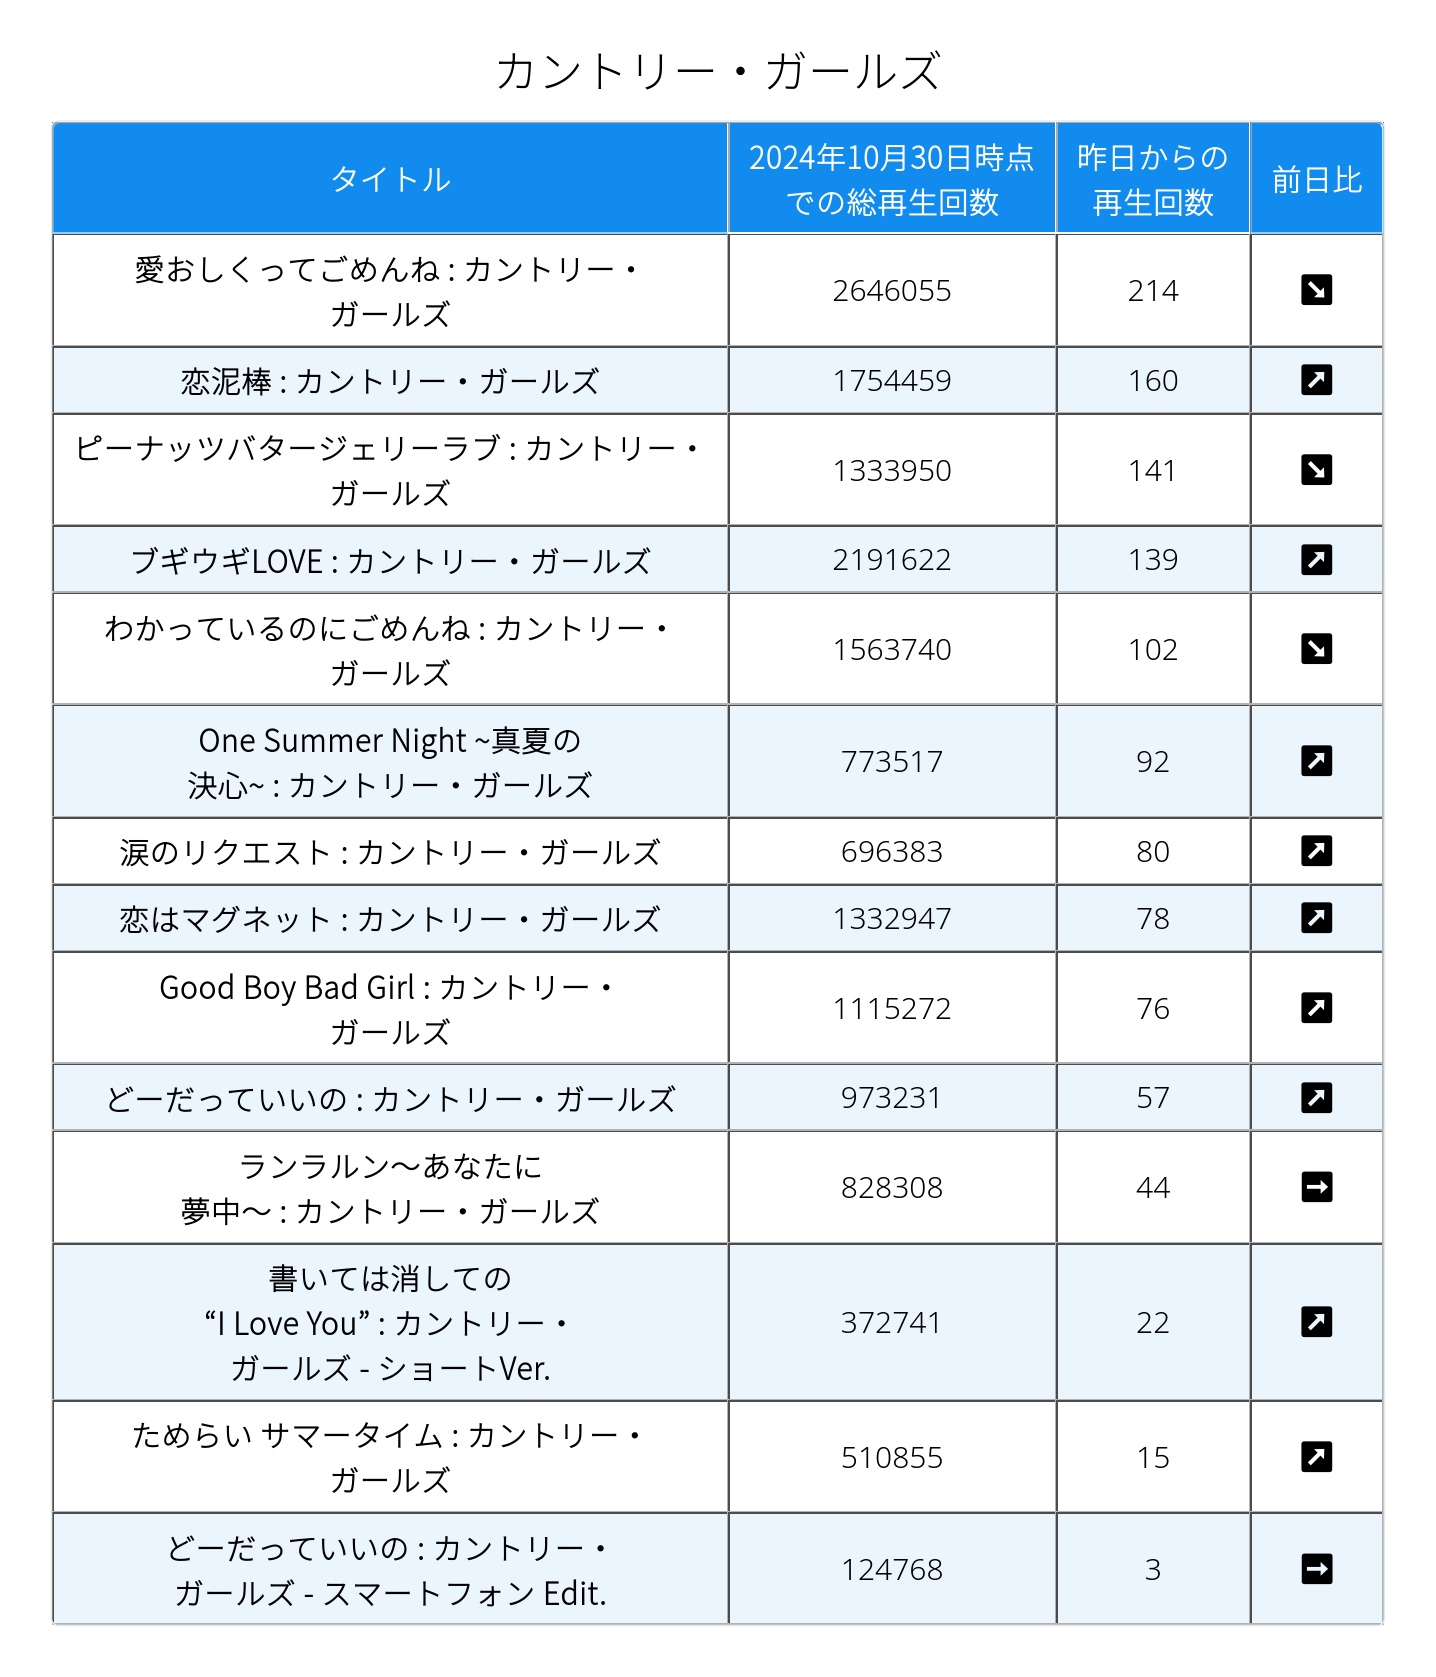 カントリー・ガールズ
タイトル
2024年10月30日時点
での総再生回数
昨日からの
再生回数
前日比
愛おしくってごめんね : カントリー・
ガールズ
2646055
214
恋泥棒 : カントリー・ガールズ
1754459
160
ピーナッツバタージェリーラブ : カントリー・
ガールズ
1333950
141
ブギウギLOVE : カントリー・ガールズ
2191622
139
わかっているのにごめんね : カントリー・
ガールズ
1563740
102
One Summer Night ~真夏の
決心~ : カントリー・ガールズ
773517
92
涙のリクエスト : カントリー・ガールズ
696383
80
恋はマグネット : カントリー・ガールズ
1332947
78
Good Boy Bad Girl : カントリー・
ガールズ
1115272
76
どーだっていいの : カントリー・ガールズ
973231
57
ランラルン〜あなたに
夢中〜 : カントリー・ガールズ
828308
44
書いては消しての
“I Love You” : カントリー・
ガールズ - ショートVer.
372741
22
ためらい サマータイム : カントリー・
ガールズ
510855
15
どーだっていいの : カントリー・
ガールズ - スマートフォン Edit.
124768
3